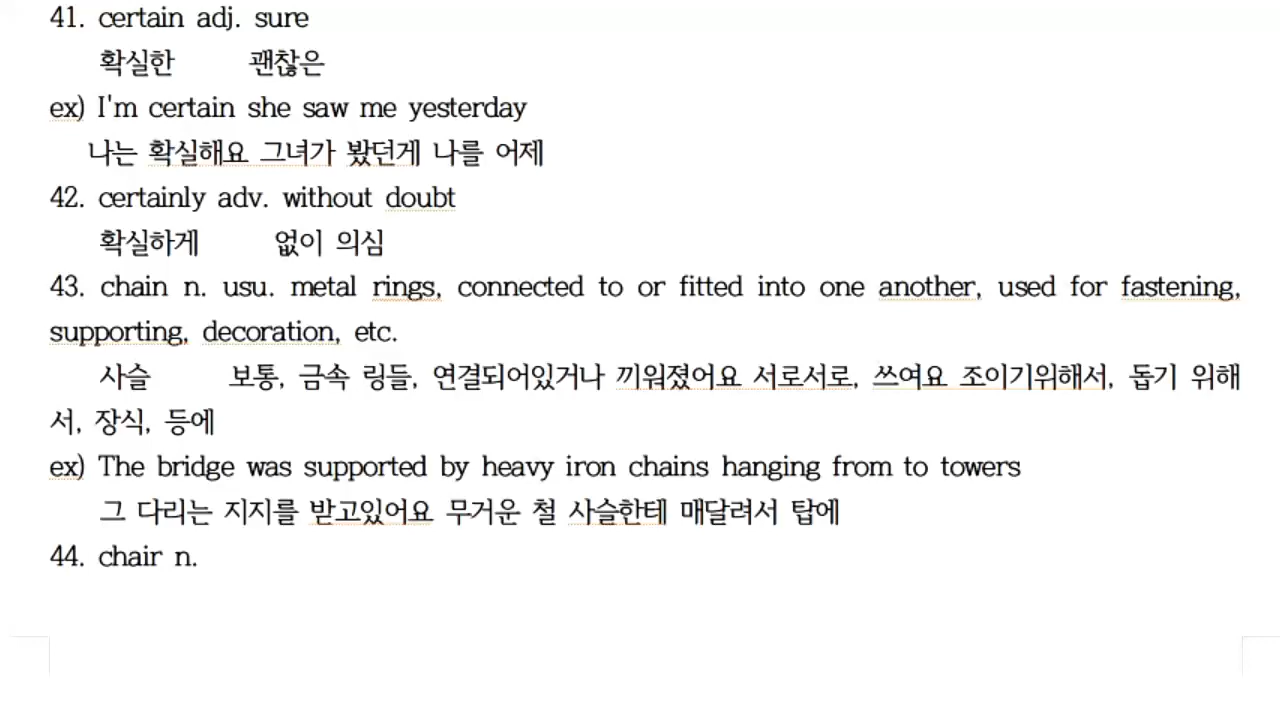 41. certain adj. sure
확실한 괜찮은
ex) I'm certain she saw me yesterday
나는 확실해요 그녀가 봤던게 나를 어제
42. certainly adv. without doubt
확실하게 없이 의심
43. chain n. usu. metal rings, connected to or fitted into one another, used for fastening,
supporting, decoration, etc.
사슬 보통, 금속 링들, 연결되어있거나 끼워졌어요 서로서로, 쓰여요 조이기위해서, 돕기 위해
서, 장식, 등에
ex) The bridge was supported by heavy iron chains hanging from to towers
그 다리는 지지를 받고있어요 무거운 철 사슬한테 매달려서 탑에
44. chair n.